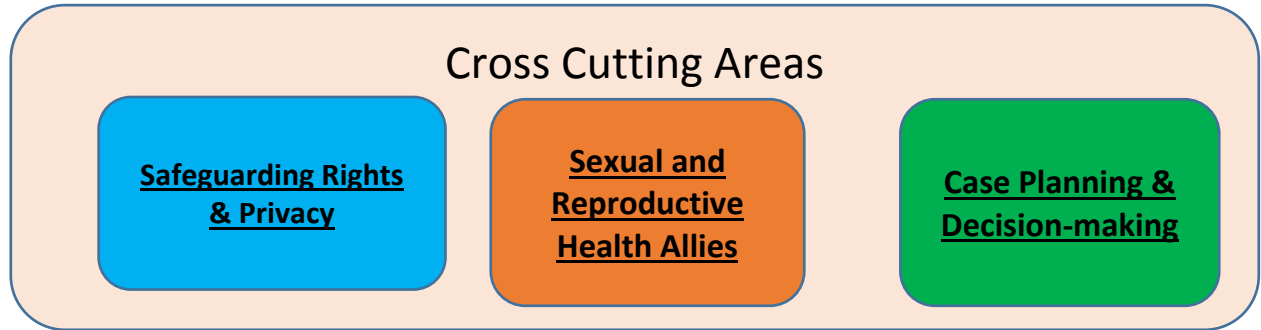 Cross Cutting Areas
Safeguarding Rights
& Privacy
Sexual and
Reproductive
Health Allies
Case Planning &
Decision-making